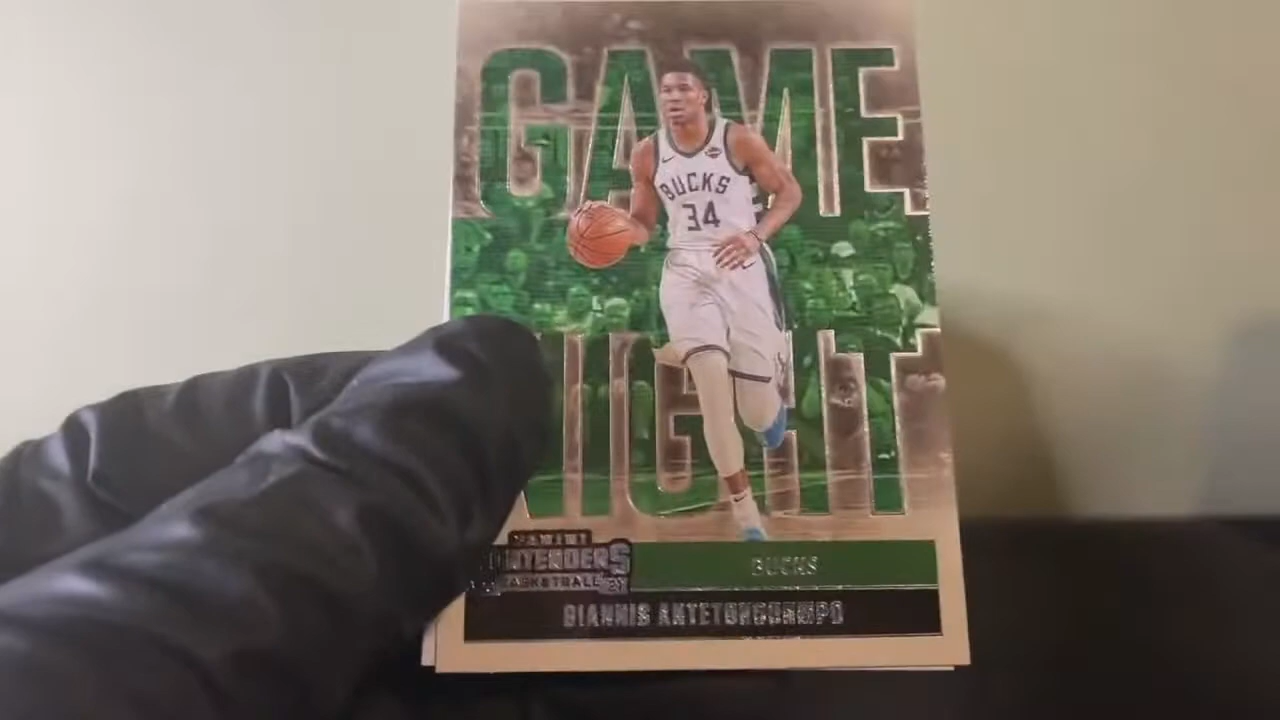 GAME
BUCKS
34
NIGHT
PANINI
CONTENDERS
BASKETBALL
BUCKS
GIANNIS ANTETOKOUNMPO